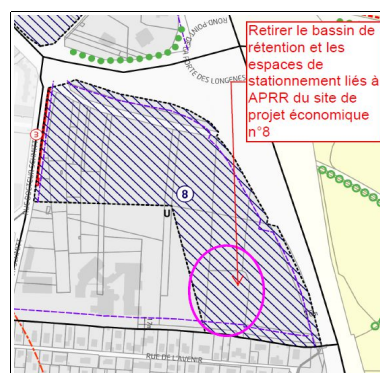 Retirer le bassin de
rétention et les
espaces de
stationnement liés à
APRR du site de
projet économique
n°8
ROND POINT
PORTE DES LONGENES
3
8
U
RUE DE L'AVENIR